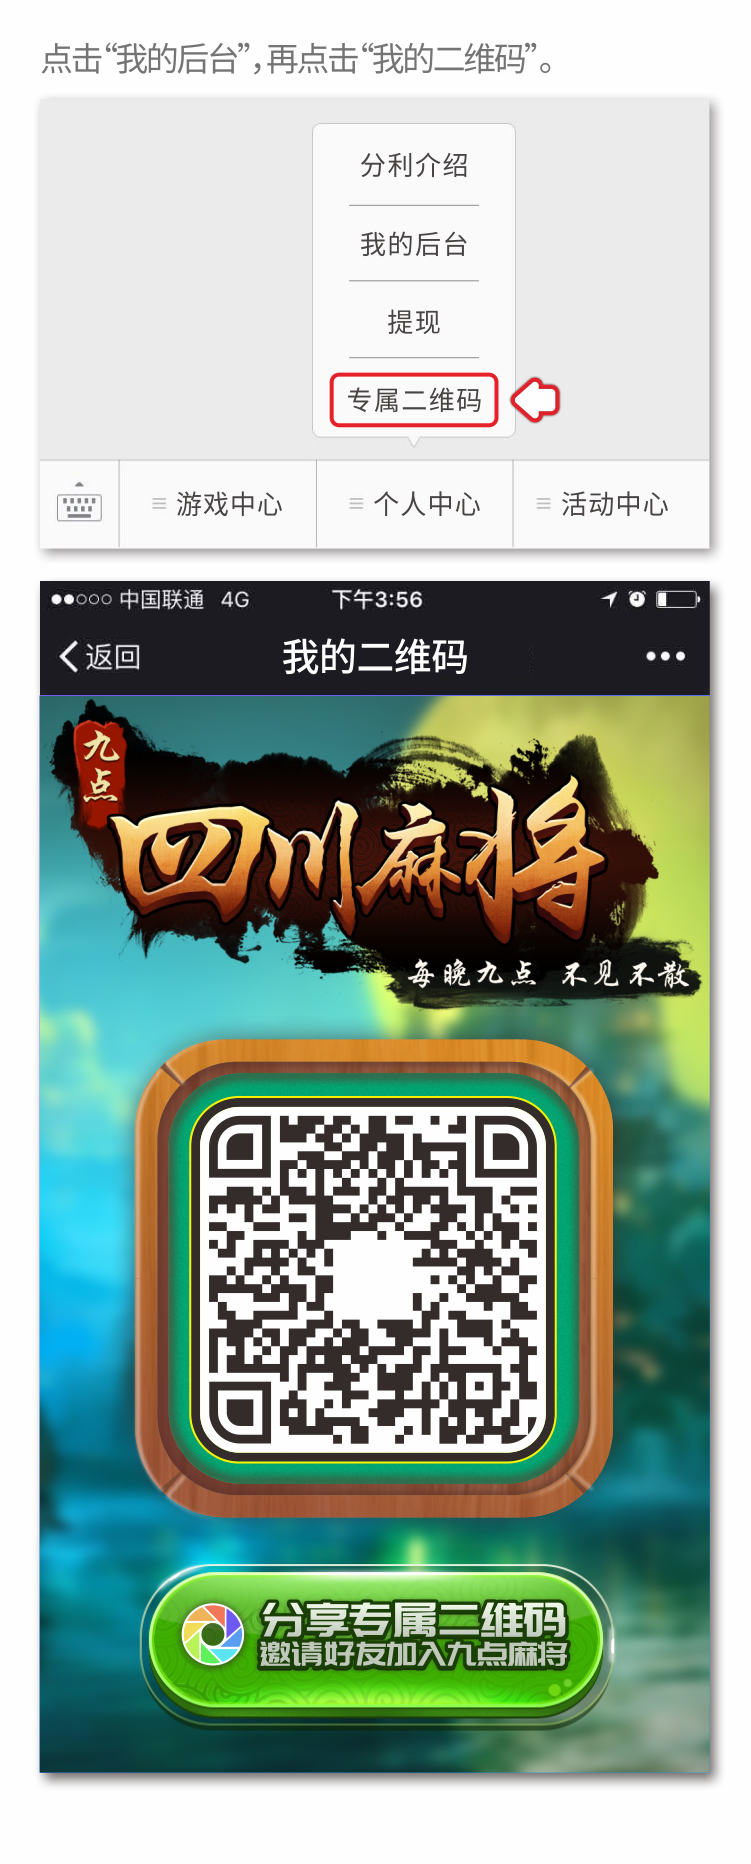 点击“我的后台”，再点击“我的二维码”。
分利介绍
我的后台
提现
专属二维码
游戏中心
个人中心
活动中心
中国联通 4G 下午3:56
返回 我的二维码
九点
四川麻将
每晚九点 不见不散
分享专属二维码
邀请好友加入九点麻将